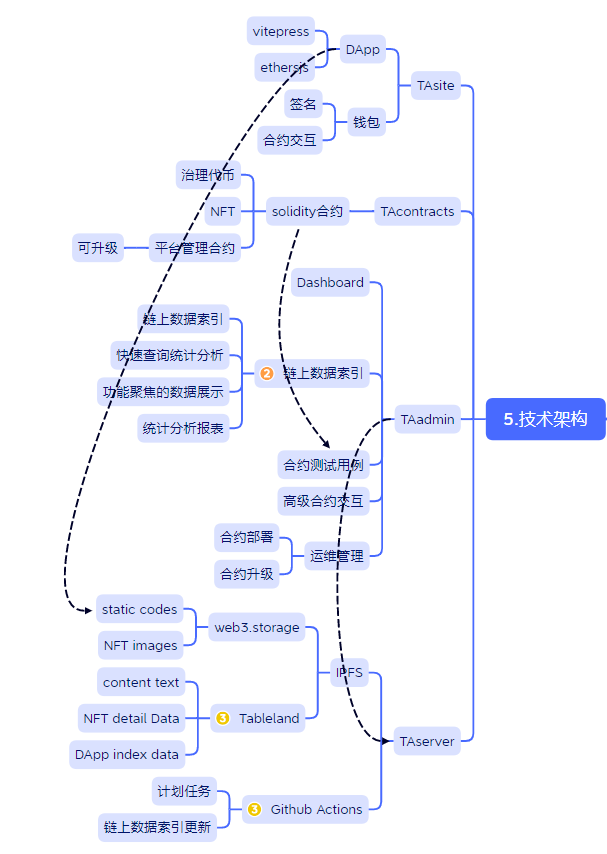 vitepress
DApp
ethersjs
TAsite
签名
钱包
合约交互
治理代币
NFT
solidity合约
TAcontracts
可升级
平台管理合约
Dashboard
链上数据索引
快速查询统计分析
2 链上数据索引
功能聚焦的数据展示
统计分析报表
TAadmin
5.技术架构
合约测试用例
高级合约交互
合约部署
运维管理
合约升级
static codes
web3.storage
NFT images
IPFS
content text
NFT detail Data
3 Tableland
DApp index data
TAserver
计划任务
3 Github Actions
链上数据索引更新